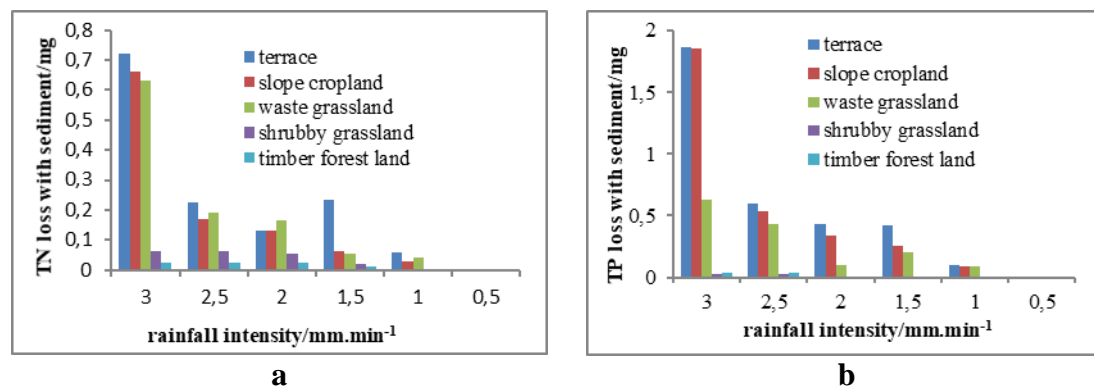 0,8
0,7
0,6
0,5
0,4
0,3
0,2
0,1
0
TN loss with sediment/mg
terrace
slope cropland
waste grassland
shrubby grassland
timber forest land
3 2,5 2 1,5 1 0,5
rainfall intensity/mm.min⁻¹
a
2
1,5
1
0,5
0
TP loss with sediment/mg
terrace
slope cropland
waste grassland
shrubby grassland
timber forest land
3 2,5 2 1,5 1 0,5
rainfall intensity/mm.min⁻¹
b